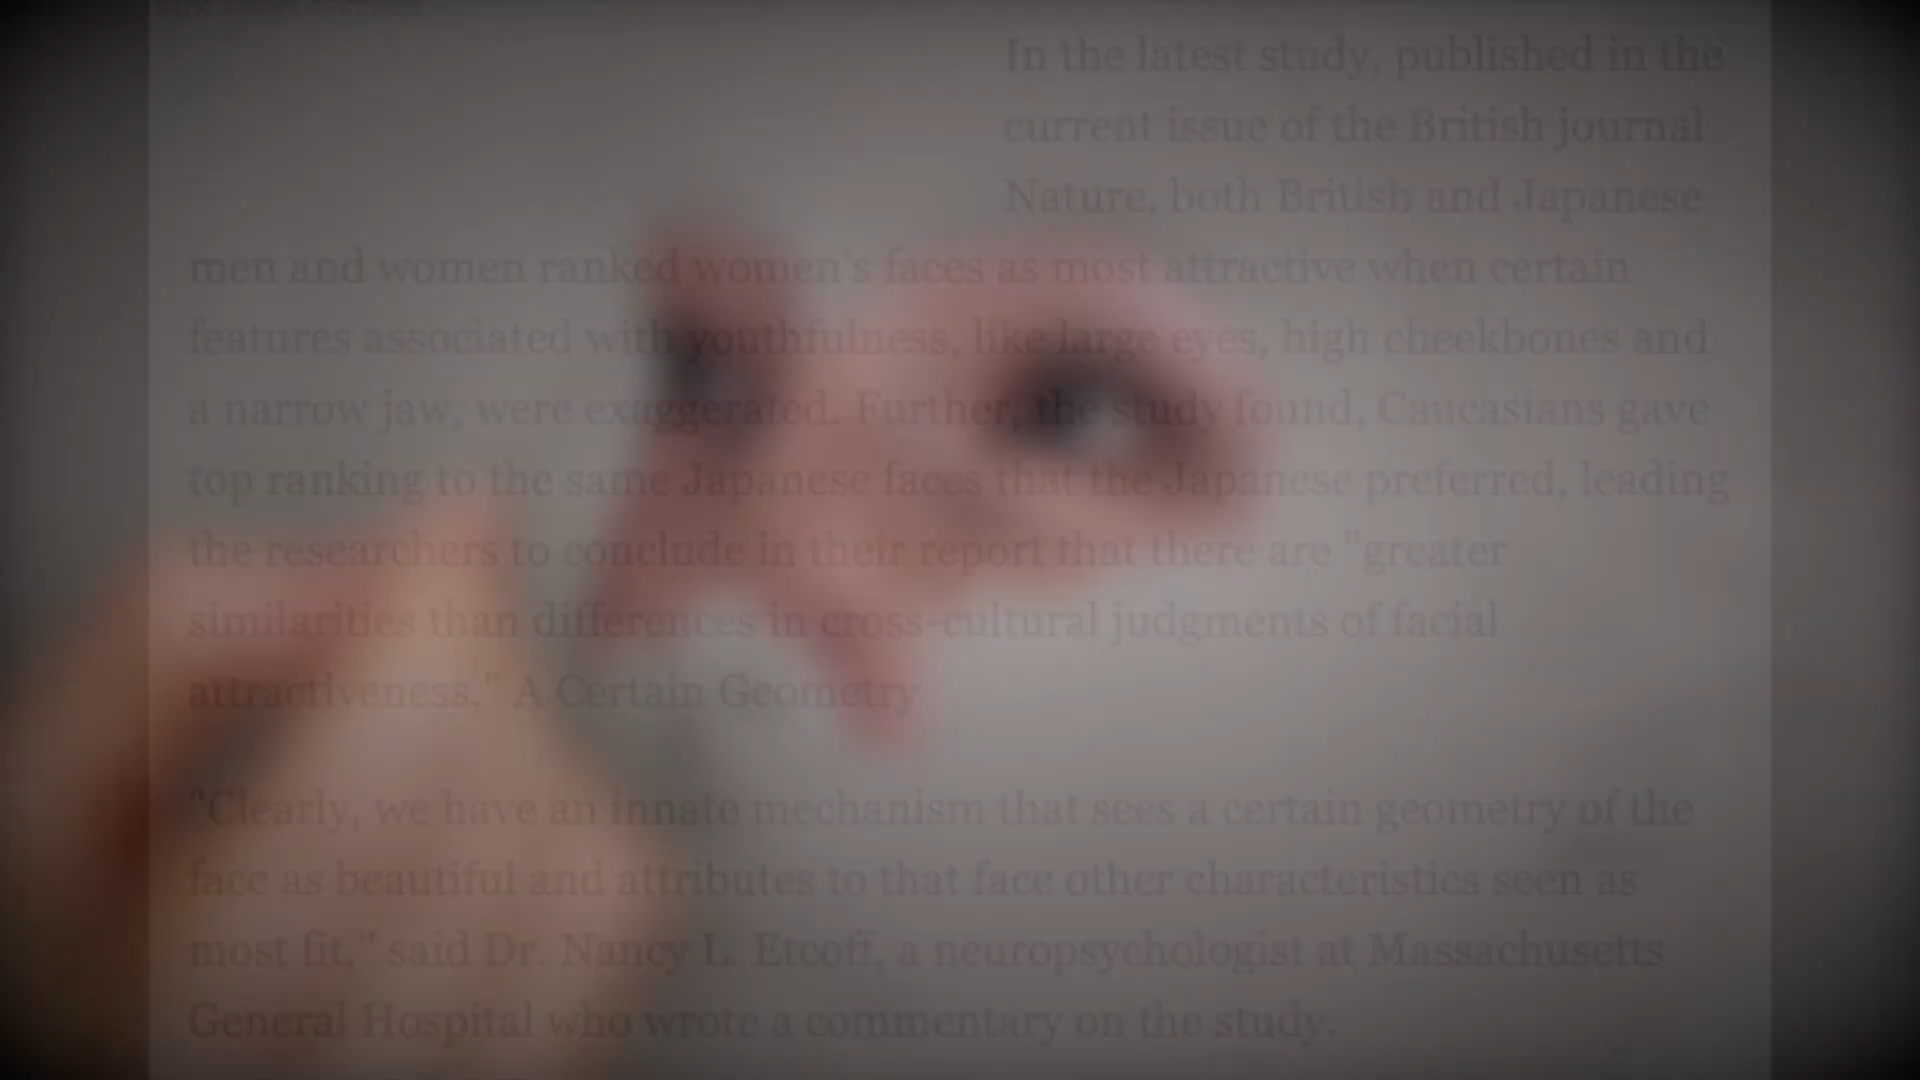 In the latest study, published in the
current issue of the British journal
Nature, both British and Japanese
men and women ranked women's faces as most attractive when certain
features associated with youthfulness, like large eyes, high cheekbones and
a narrow jaw, were exaggerated. Further, the study found, Caucasians gave
top ranking to the same Japanese faces that the Japanese preferred, leading
the researchers to conclude in their report that there are "greater
similarities than differences in cross-cultural judgments of facial
attractiveness." A Certain Geometry
"Clearly, we have an innate mechanism that sees a certain geometry of the
face as beautiful and attributes to that face other characteristics seen as
most fit," said Dr. Nancy L. Etcoff, a neuropsychologist at Massachusetts
General Hospital who wrote a commentary on the study.